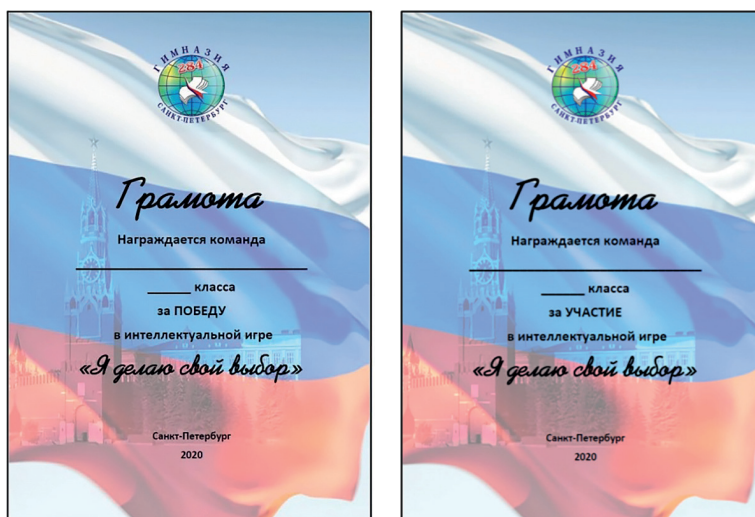 ГИМНАЗИЯ
284
САНКТ-ПЕТЕРБУРГ
Грамота
Награждается команда
______ класса
за ПОБЕДУ
в интеллектуальной игре
«Я делаю свой выбор»
Санкт-Петербург
2020
ГИМНАЗИЯ
284
САНКТ-ПЕТЕРБУРГ
Грамота
Награждается команда
______ класса
за УЧАСТИЕ
в интеллектуальной игре
«Я делаю свой выбор»
Санкт-Петербург
2020